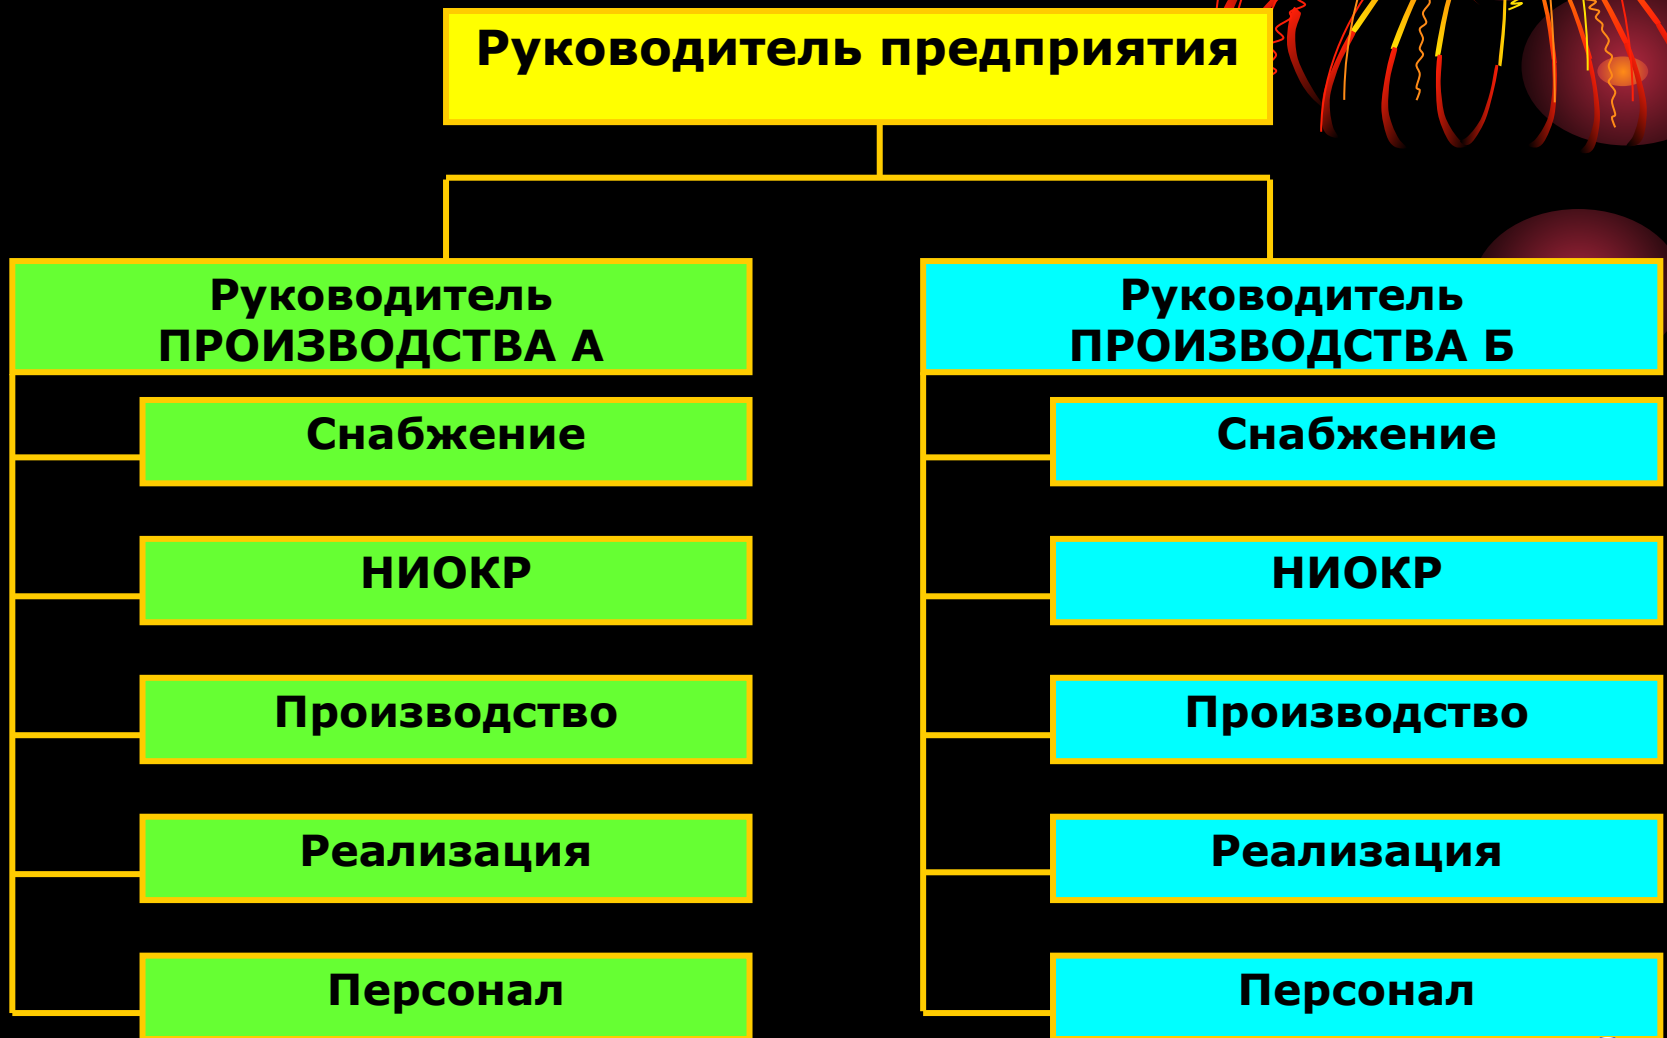 Руководитель предприятия
Руководитель
ПРОИЗВОДСТВА А
Снабжение
НИОКР
Производство
Реализация
Персонал
Руководитель
ПРОИЗВОДСТВА Б
Снабжение
НИОКР
Производство
Реализация
Персонал